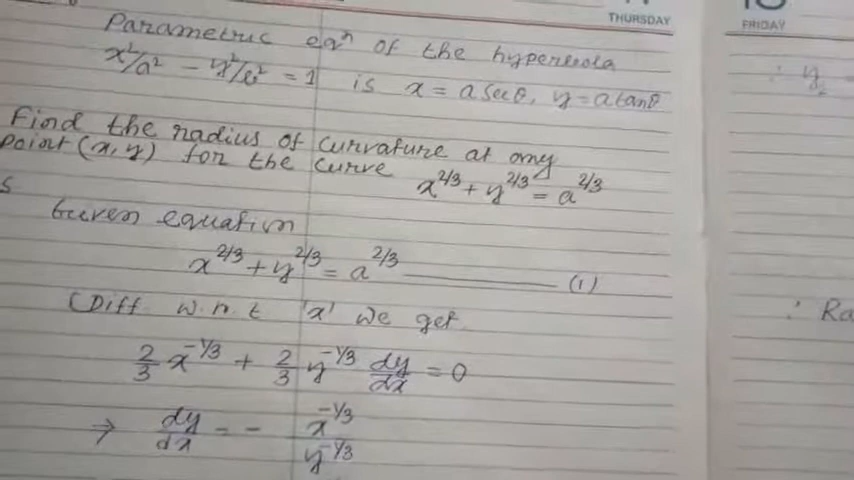 THURSDAY
FRIDAY
Parametric eqⁿ of the hyperbola
x²/a² - y²/b² = 1 is x = a secθ, y = a tanθ
Find the radius of curvature at any
point (x, y) for the curve
x^2/3 + y^2/3 = a^2/3
Given equation
x^2/3 + y^2/3 = a^2/3 ——— (1)
Diff w.r.t 'x' we get
2/3 x^-1/3 + 2/3 y^-1/3 dy/dx = 0
⇒ dy/dx = - x^-1/3 / y^-1/3
∴ y₂
∴ Ra